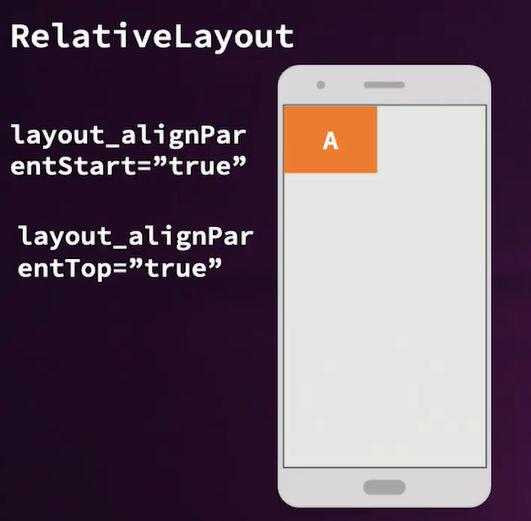 RelativeLayout
layout_alignPar
entStart=”true”
layout_alignPar
entTop=”true”
A